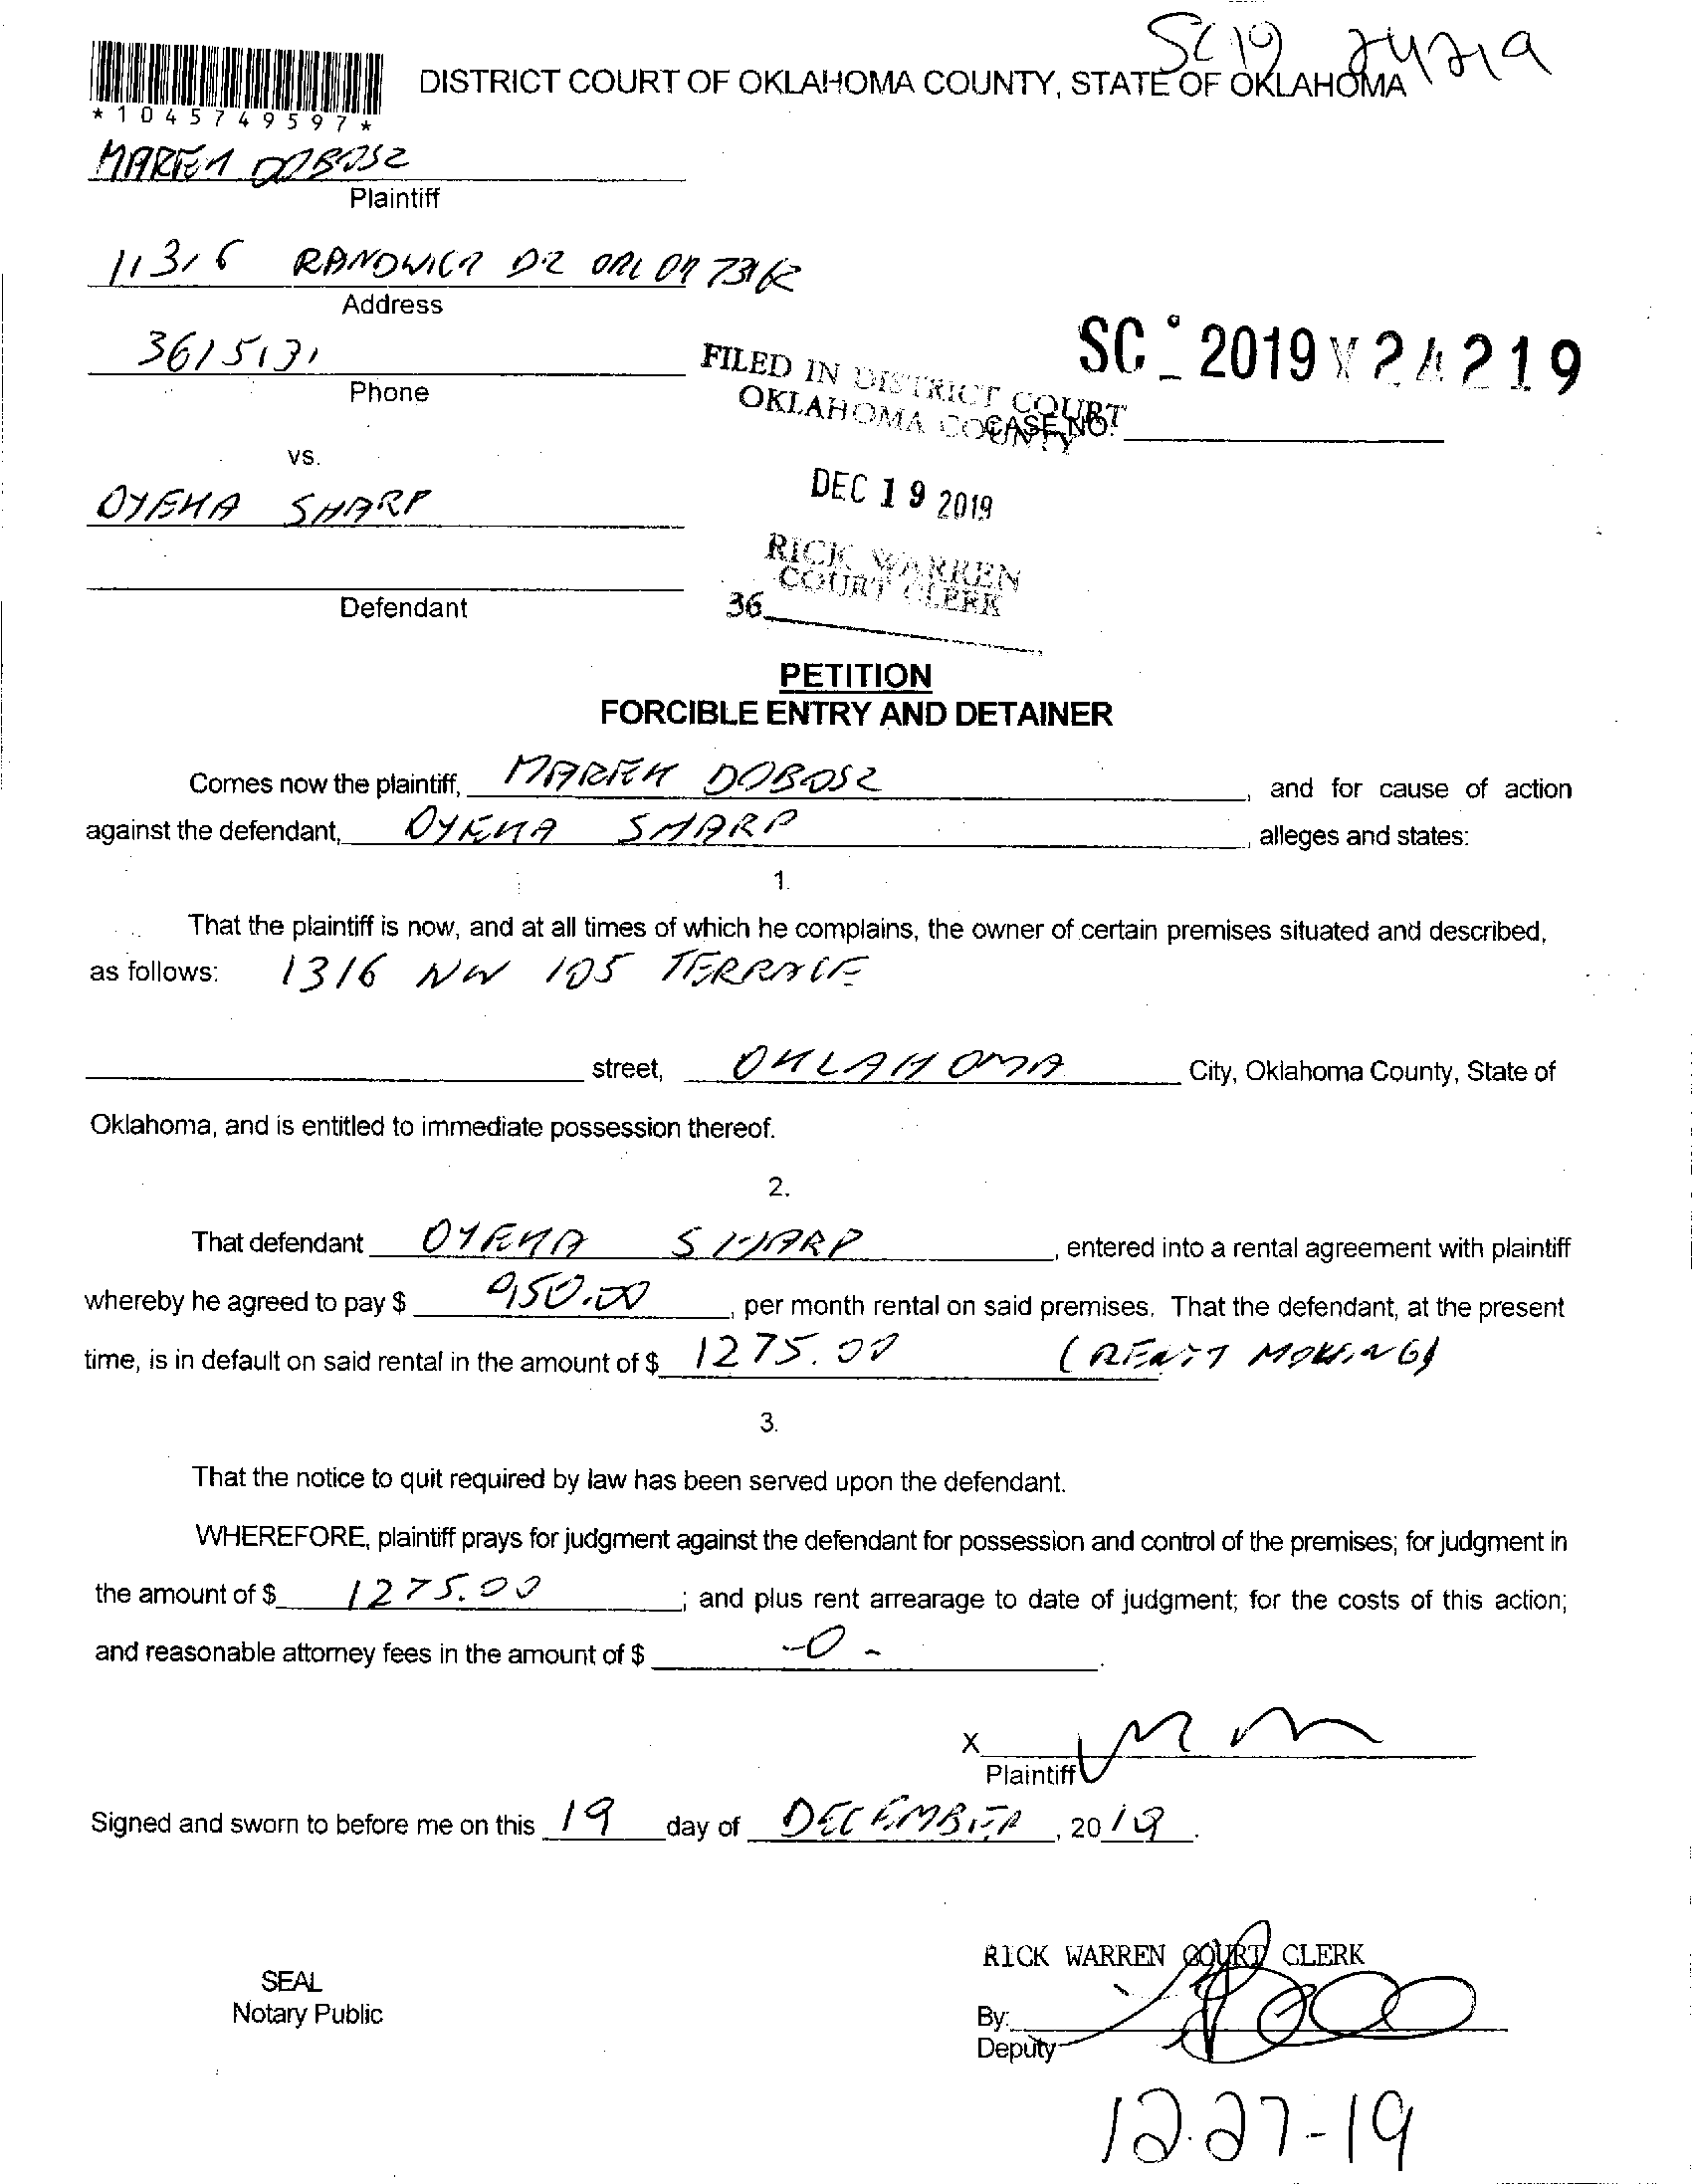 SC 19 24219
DISTRICT COURT OF OKLAHOMA COUNTY, STATE OF OKLAHOMA
*1045749597*
MAREK DOBOSZ
Plaintiff
11316 RANDWICK DR OKC OK
Address
3615131
Phone
SC - 2019 24219
FILED IN DISTRICT COURT
OKLAHOMA COUNTY
CASE NO.
vs.
DEC 19 2019
OYEMA SHARP
RICK WARREN
COURT CLERK
36
Defendant
PETITION
FORCIBLE ENTRY AND DETAINER
Comes now the plaintiff, MAREK DOBOSZ, and for cause of action
against the defendant, OYEMA SHARP, alleges and states:
1.
That the plaintiff is now, and at all times of which he complains, the owner of certain premises situated and described,
as follows: 1316 NW 105 TERRACE
street, OKLAHOMA City, Oklahoma County, State of
Oklahoma, and is entitled to immediate possession thereof.
2.
That defendant OYEMA SHARP, entered into a rental agreement with plaintiff
whereby he agreed to pay $ 950.00, per month rental on said premises. That the defendant, at the present
time, is in default on said rental in the amount of $ 1275.00
3.
That the notice to quit required by law has been served upon the defendant.
WHEREFORE, plaintiff prays for judgment against the defendant for possession and control of the premises; for judgment in
the amount of $ 1275.00; and plus rent arrearage to date of judgment; for the costs of this action;
and reasonable attorney fees in the amount of $ -0-.
X
Plaintiff
Signed and sworn to before me on this 19 day of DECEMBER, 2019.
RICK WARREN COURT CLERK
SEAL
Notary Public
By:
Deputy
12-27-19